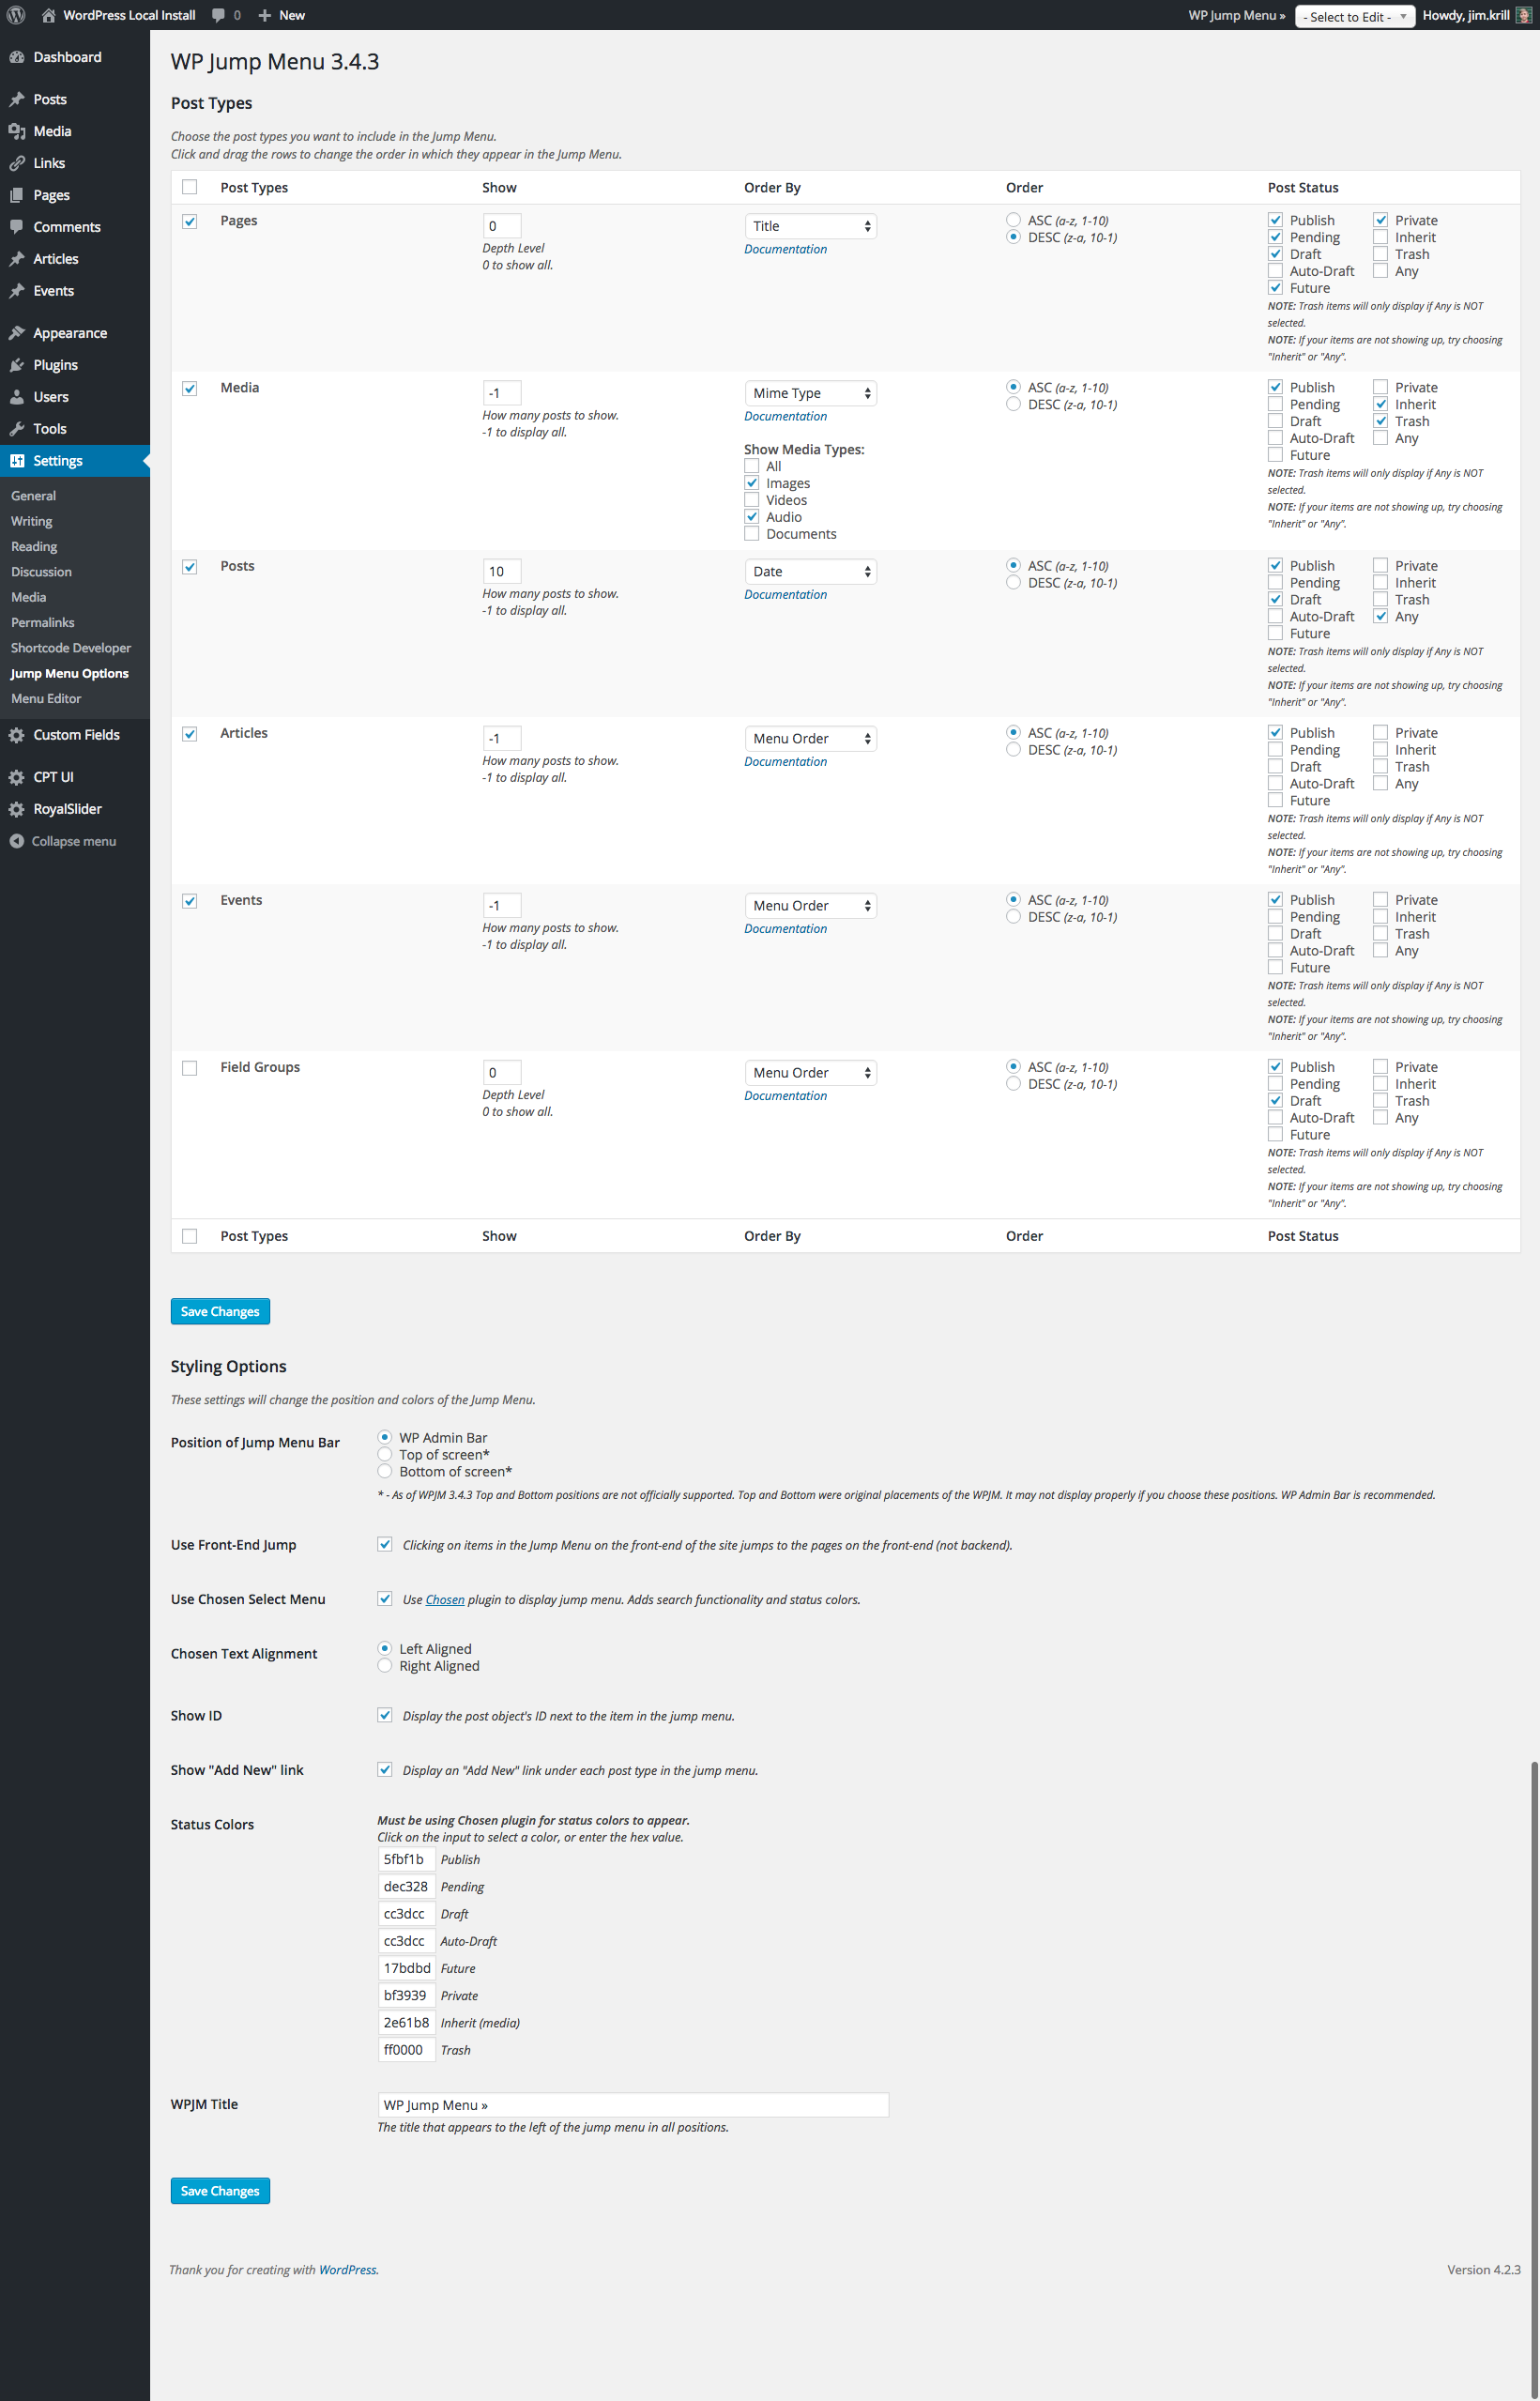 WordPress Local Install 0 New WP Jump Menu » - Select to Edit - Howdy, jim.krill
Dashboard
Posts
Media
Links
Pages
Comments
Articles
Events
Appearance
Plugins
Users
Tools
Settings
General
Writing
Reading
Discussion
Media
Permalinks
Shortcode Developer
Jump Menu Options
Menu Editor
Custom Fields
CPT UI
RoyalSlider
Collapse menu
WP Jump Menu 3.4.3
Post Types
Choose the post types you want to include in the Jump Menu.
Click and drag the rows to change the order in which they appear in the Jump Menu.
Post Types Show Order By Order Post Status
Pages
0
Depth Level
0 to show all.
Title
Documentation
ASC (a-z, 1-10)
DESC (z-a, 10-1)
Publish Private
Pending Inherit
Draft Trash
Auto-Draft Any
Future
NOTE: Trash items will only display if Any is NOT
selected.
NOTE: If your items are not showing up, try choosing
"Inherit" or "Any".
Media
-1
How many posts to show.
-1 to display all.
Mime Type
Documentation
Show Media Types:
All
Images
Videos
Audio
Documents
ASC (a-z, 1-10)
DESC (z-a, 10-1)
Publish Private
Pending Inherit
Draft Trash
Auto-Draft Any
Future
NOTE: Trash items will only display if Any is NOT
selected.
NOTE: If your items are not showing up, try choosing
"Inherit" or "Any".
Posts
10
How many posts to show.
-1 to display all.
Date
Documentation
ASC (a-z, 1-10)
DESC (z-a, 10-1)
Publish Private
Pending Inherit
Draft Trash
Auto-Draft Any
Future
NOTE: Trash items will only display if Any is NOT
selected.
NOTE: If your items are not showing up, try choosing
"Inherit" or "Any".
Articles
-1
How many posts to show.
-1 to display all.
Menu Order
Documentation
ASC (a-z, 1-10)
DESC (z-a, 10-1)
Publish Private
Pending Inherit
Draft Trash
Auto-Draft Any
Future
NOTE: Trash items will only display if Any is NOT
selected.
NOTE: If your items are not showing up, try choosing
"Inherit" or "Any".
Events
-1
How many posts to show.
-1 to display all.
Menu Order
Documentation
ASC (a-z, 1-10)
DESC (z-a, 10-1)
Publish Private
Pending Inherit
Draft Trash
Auto-Draft Any
Future
NOTE: Trash items will only display if Any is NOT
selected.
NOTE: If your items are not showing up, try choosing
"Inherit" or "Any".
Field Groups
0
Depth Level
0 to show all.
Menu Order
Documentation
ASC (a-z, 1-10)
DESC (z-a, 10-1)
Publish Private
Pending Inherit
Draft Trash
Auto-Draft Any
Future
NOTE: Trash items will only display if Any is NOT
selected.
NOTE: If your items are not showing up, try choosing
"Inherit" or "Any".
Post Types Show Order By Order Post Status
Save Changes
Styling Options
These settings will change the position and colors of the Jump Menu.
Position of Jump Menu Bar
WP Admin Bar
Top of screen*
Bottom of screen*
* - As of WPJM 3.4.3 Top and Bottom positions are not officially supported. Top and Bottom were original placements of the WPJM. It may not display properly if you choose these positions. WP Admin Bar is recommended.
Use Front-End Jump Clicking on items in the Jump Menu on the front-end of the site jumps to the pages on the front-end (not backend).
Use Chosen Select Menu Use Chosen plugin to display jump menu. Adds search functionality and status colors.
Chosen Text Alignment
Left Aligned
Right Aligned
Show ID Display the post object's ID next to the item in the jump menu.
Show "Add New" link Display an "Add New" link under each post type in the jump menu.
Status Colors
Must be using Chosen plugin for status colors to appear.
Click on the input to select a color, or enter the hex value.
5fbf1b Publish
dec328 Pending
cc3dcc Draft
cc3dcc Auto-Draft
17bdbd Future
bf3939 Private
2e61b8 Inherit (media)
ff0000 Trash
WPJM Title WP Jump Menu »
The title that appears to the left of the jump menu in all positions.
Save Changes
Thank you for creating with WordPress. Version 4.2.3